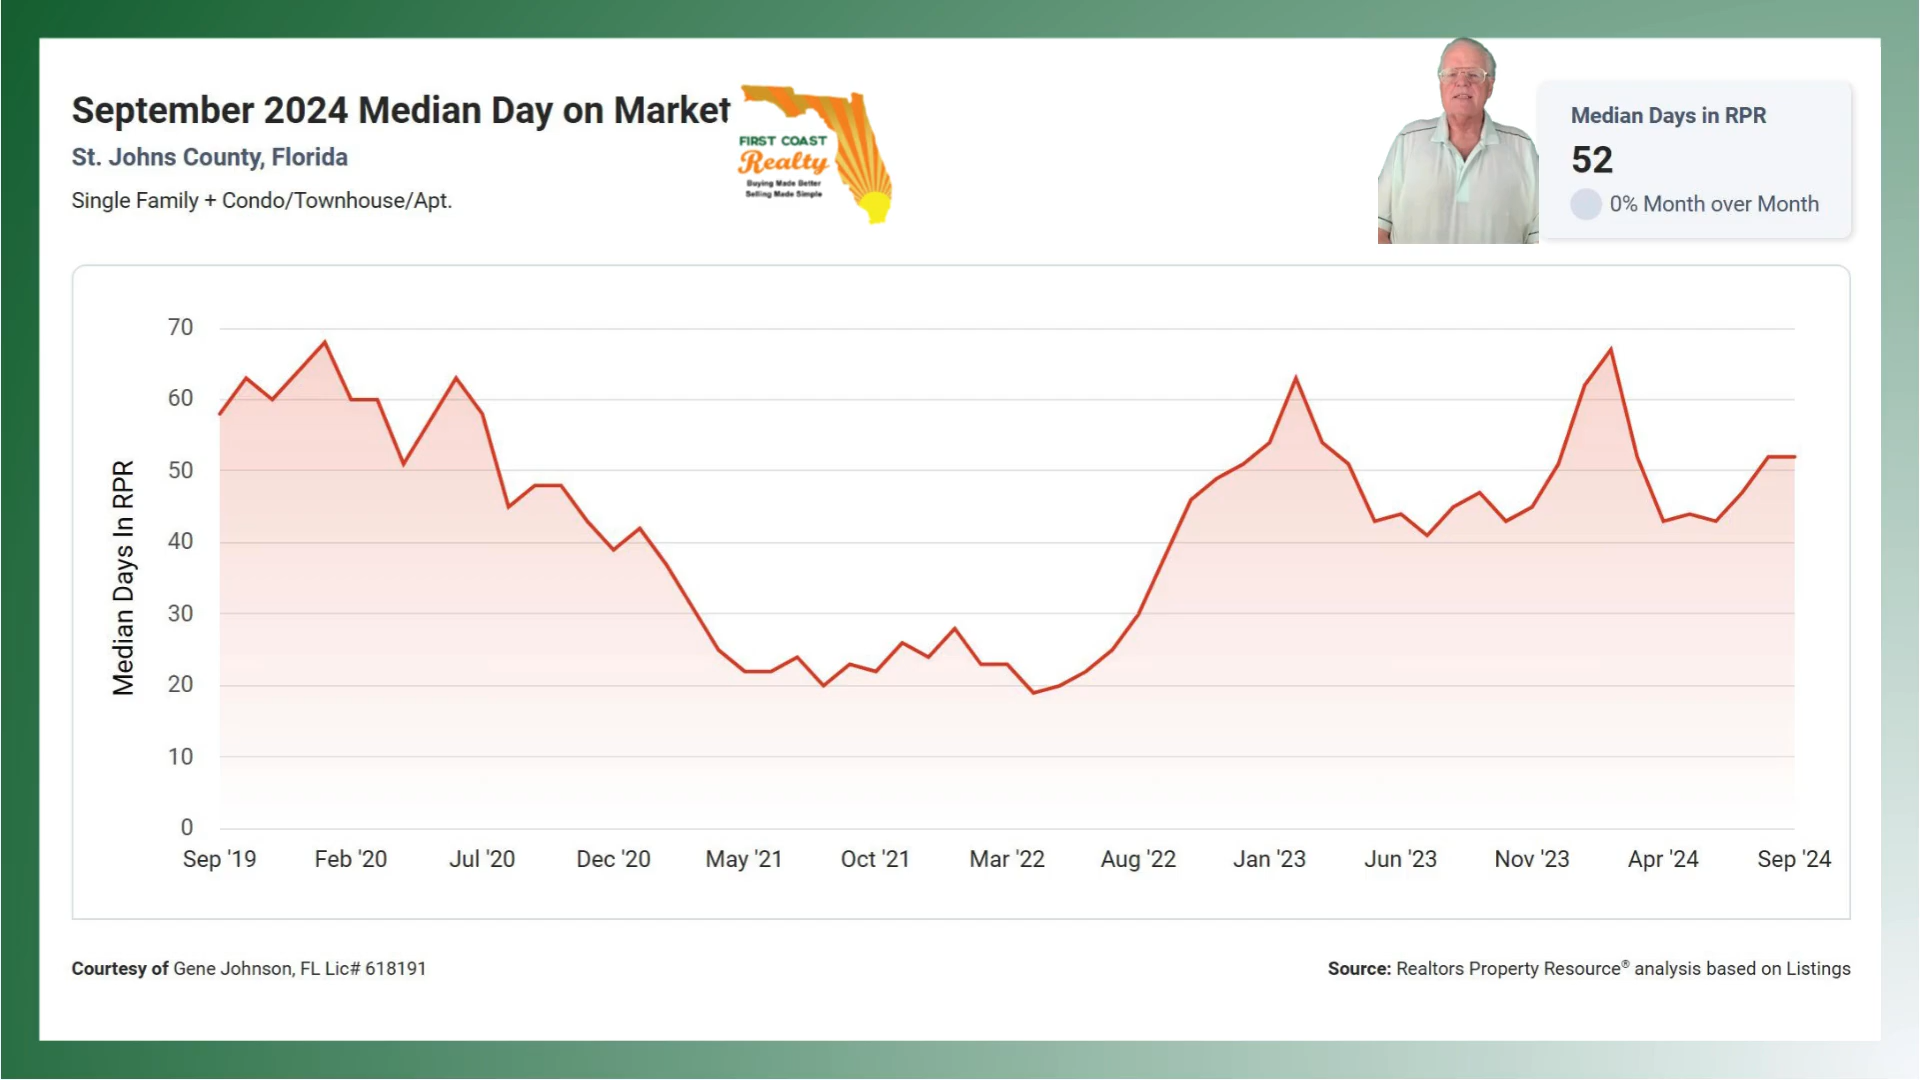 September 2024 Median Day on Market
St. Johns County, Florida
Single Family + Condo/Townhouse/Apt.
FIRST COAST
Realty
Buying Made Better
Selling Made Simple
Median Days in RPR
52
0% Month over Month
Median Days In RPR
70
60
50
40
30
20
10
0
Sep '19 Feb '20 Jul '20 Dec '20 May '21 Oct '21 Mar '22 Aug '22 Jan '23 Jun '23 Nov '23 Apr '24 Sep '24
Courtesy of Gene Johnson, FL Lic# 618191
Source: Realtors Property Resource® analysis based on Listings